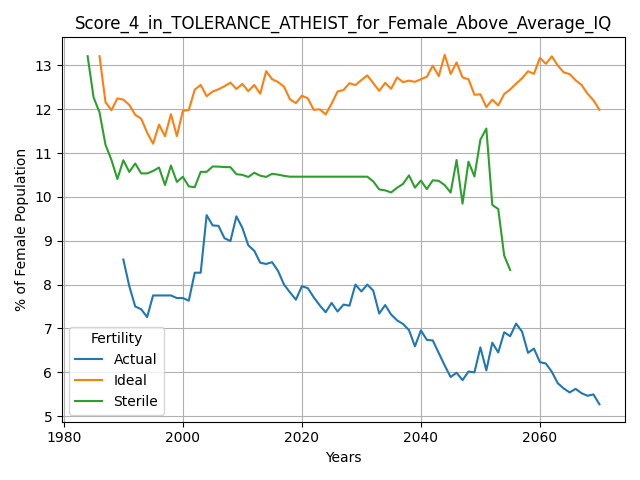 Score_4_in_TOLERANCE_ATHEIST_for_Female_Above_Average_IQ
% of Female Population
13
12
11
10
9
8
7
6
5
Fertility
Actual
Ideal
Sterile
1980
2000
2020
2040
2060
Years